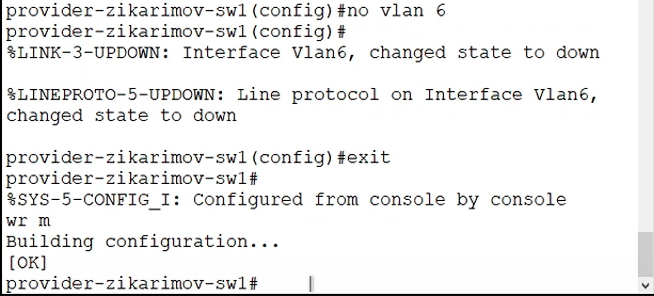 provider-zikarimov-sw1(config)#no vlan 6
provider-zikarimov-sw1(config)#
%LINK-3-UPDOWN: Interface Vlan6, changed state to down
%LINEPROTO-5-UPDOWN: Line protocol on Interface Vlan6,
changed state to down
provider-zikarimov-sw1(config)#exit
provider-zikarimov-sw1#
%SYS-5-CONFIG_I: Configured from console by console
wr m
Building configuration...
[OK]
provider-zikarimov-sw1#